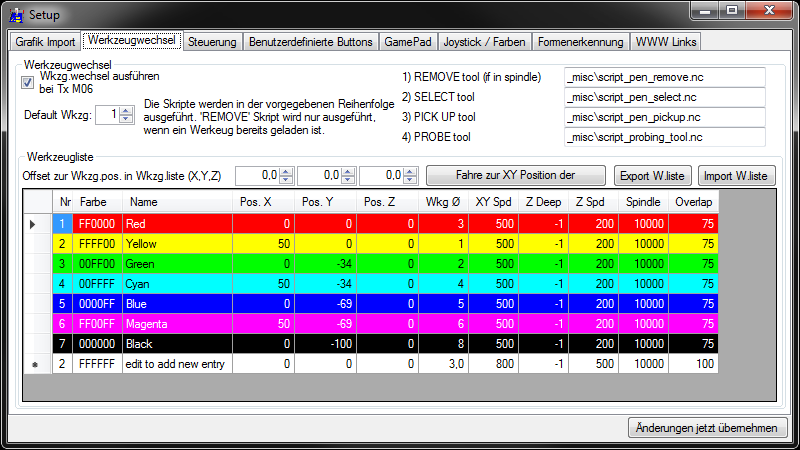 Setup
Grafik Import Werkzeugwechsel Steuerung Benutzerdefinierte Buttons GamePad Joystick / Farben Formenerkennung WWW Links
Werkzeugwechsel
Wkzg.wechsel ausführen
bei Tx M06
Default Wkzg: 1
Die Skripte werden in der vorgegebenen Reihenfolge
ausgeführt. 'REMOVE' Skript wird nur ausgeführt,
wenn ein Werkeug bereits geladen ist.
1) REMOVE tool (if in spindle) _misc\script_pen_remove.nc
2) SELECT tool _misc\script_pen_select.nc
3) PICK UP tool _misc\script_pen_pickup.nc
4) PROBE tool _misc\script_probing_tool.nc
Werkzeugliste
Offset zur Wkzg.pos. in Wkzg.liste (X,Y,Z) 0,0 0,0 0,0 Fahre zur XY Position der Export W.liste Import W.liste
Nr Farbe Name Pos. X Pos. Y Pos. Z Wkg Ø XY Spd Z Deep Z Spd Spindle Overlap
1 FF0000 Red 0 0 0 3 500 -1 200 10000 75
2 FFFF00 Yellow 50 0 0 1 500 -1 200 10000 75
3 00FF00 Green 0 -34 0 2 500 -1 200 10000 75
4 00FFFF Cyan 50 -34 0 4 500 -1 200 10000 75
5 0000FF Blue 0 -69 0 5 500 -1 200 10000 75
6 FF00FF Magenta 50 -69 0 6 500 -1 200 10000 75
7 000000 Black 0 -100 0 8 500 -1 200 10000 75
2 FFFFFF edit to add new entry 0 0 0 3,0 800 -1 500 10000 100
Änderungen jetzt übernehmen